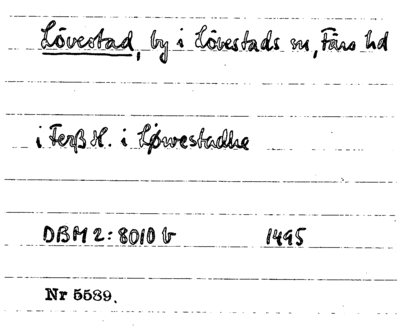 Lövestad, by i Lövestads sn, Färs hd
i Ferß H. i Løwestadhe
DBM 2:8010 b 1495
Nr 5589.